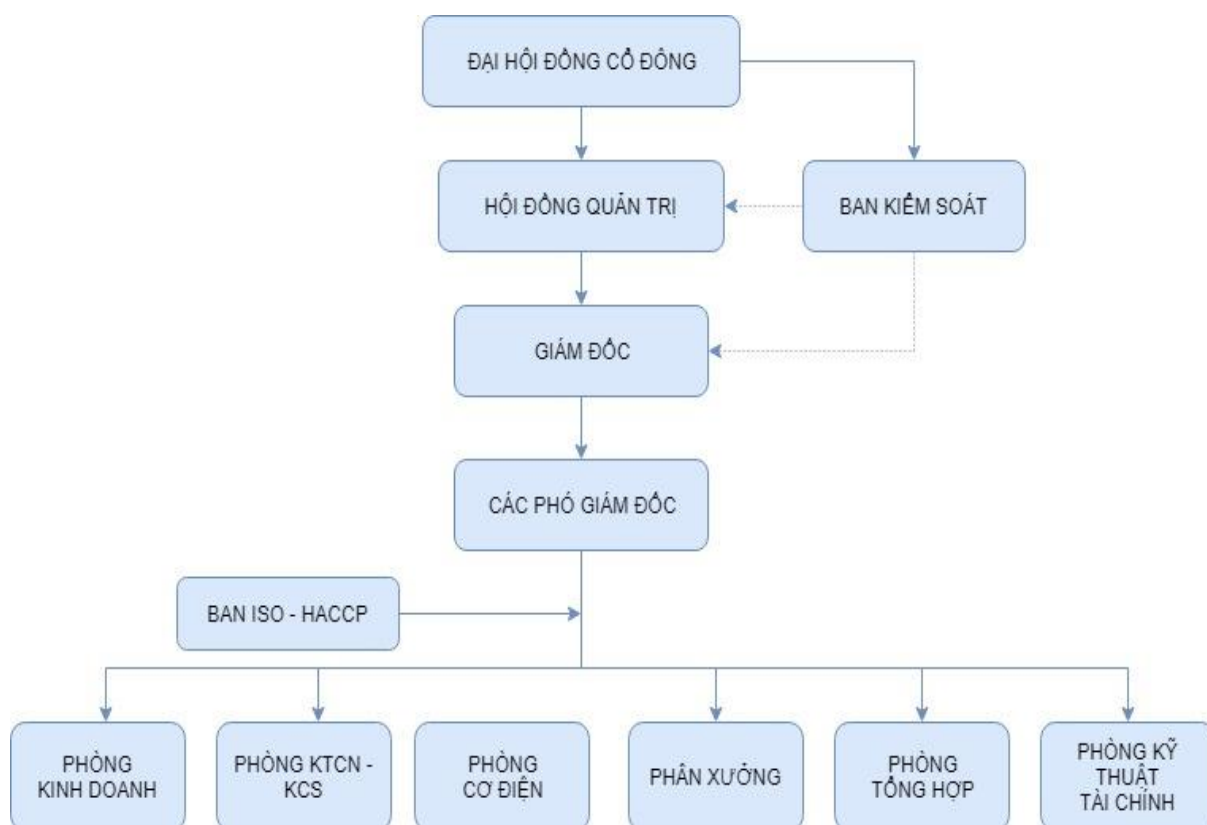 ĐẠI HỘI ĐỒNG CỔ ĐÔNG
HỘI ĐỒNG QUẢN TRỊ
BAN KIỂM SOÁT
GIÁM ĐỐC
CÁC PHÓ GIÁM ĐỐC
BAN ISO - HACCP
PHÒNG
KINH DOANH
PHÒNG KTCN -
KCS
PHÒNG
CƠ ĐIỆN
PHÂN XƯỞNG
PHÒNG
TỔNG HỢP
PHÒNG KỸ
THUẬT
TÀI CHÍNH